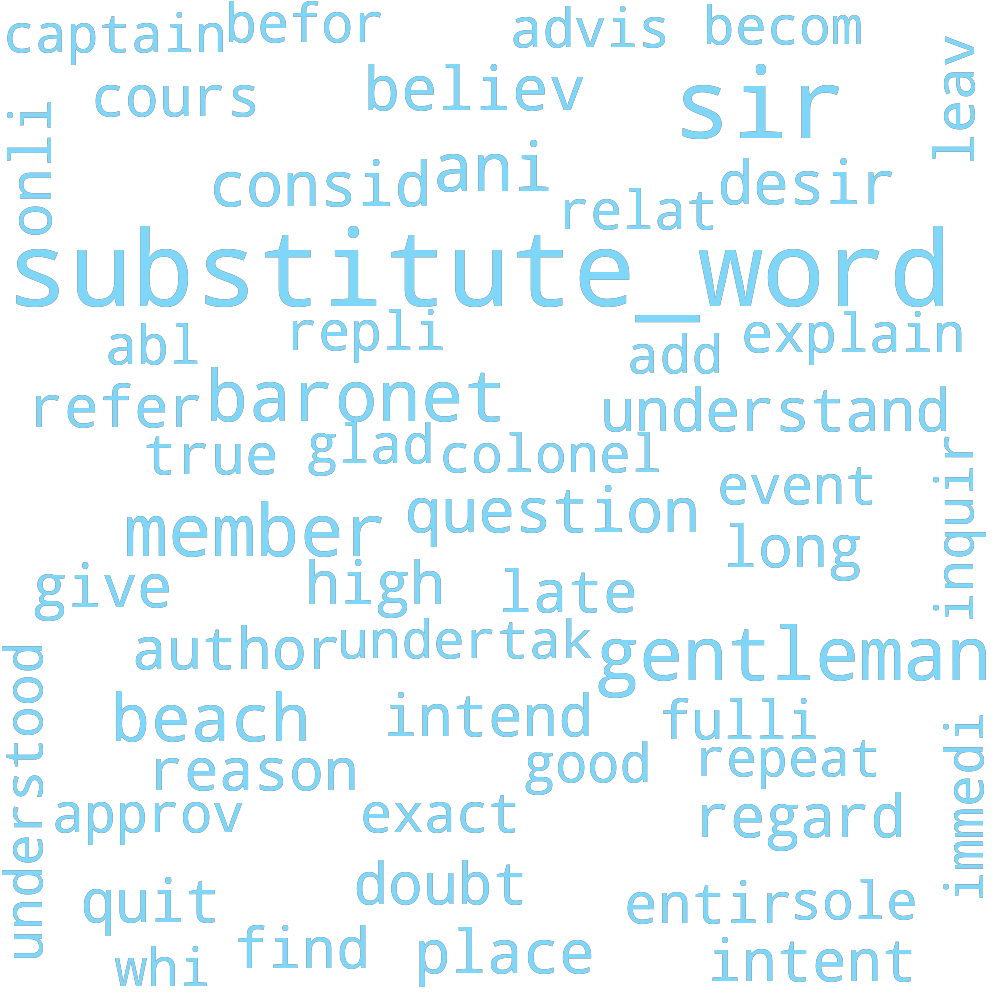 captain befor advis becom
leav
cours believ sir
onli
consid ani relat desir
substitute_word
abl repli add explain
refer baronet understand
true glad colonel
event
inquir
member question long
give high late
author undertak gentleman
understood
beach intend fulli
immedi
reason good repeat
approv exact regard
quit doubt entir sole
whi find place intent